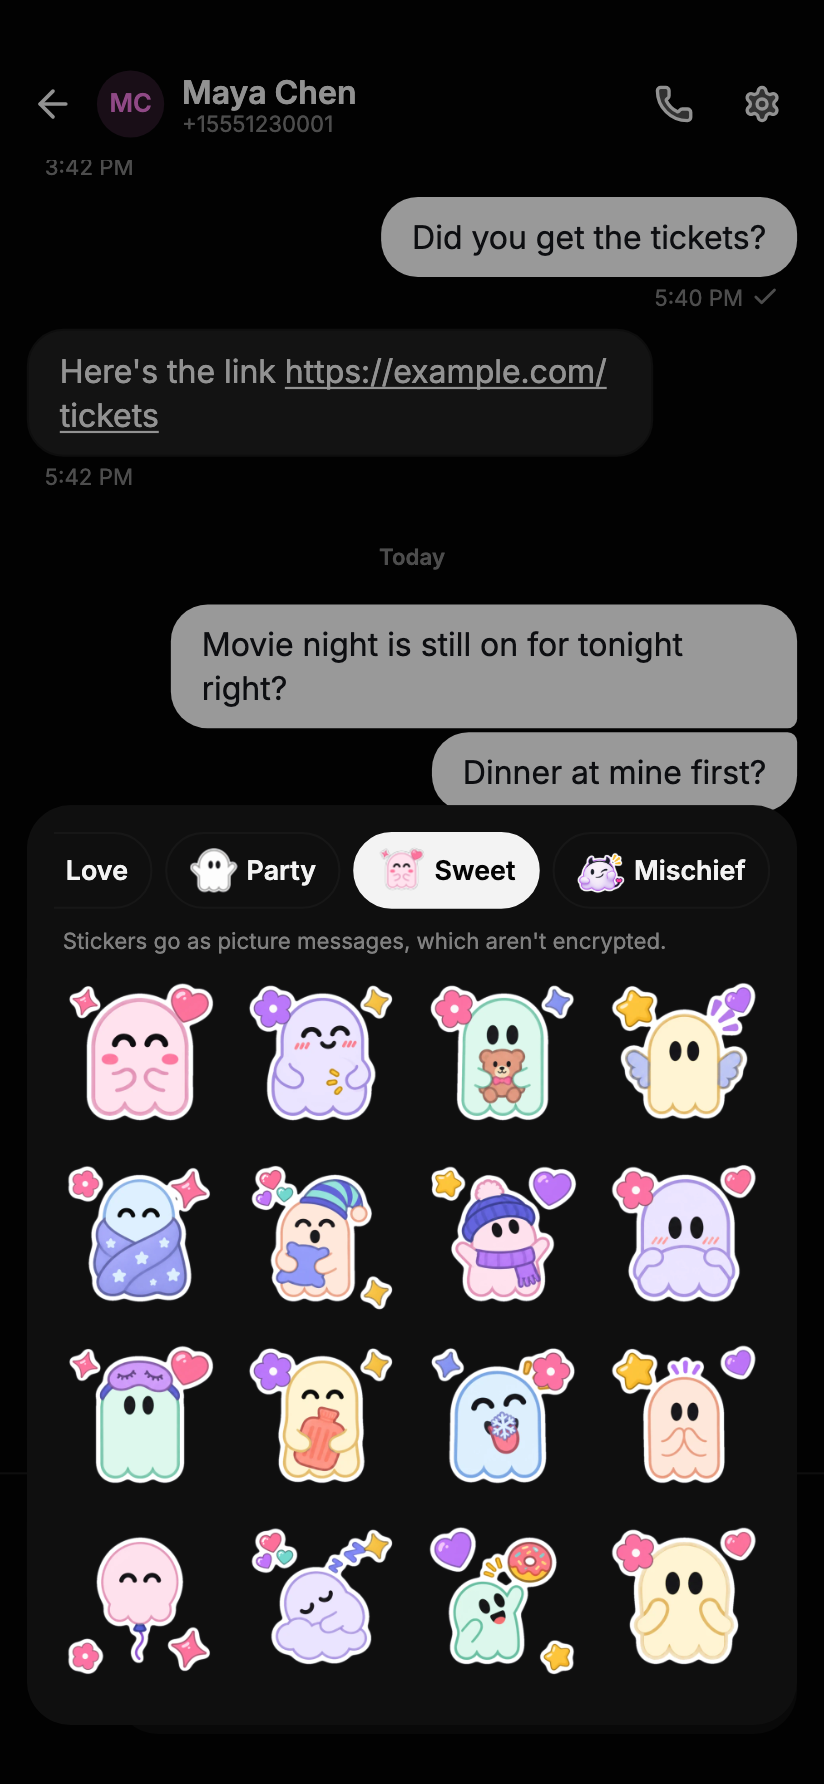 MC
Maya Chen
+15551230001
3:42 PM
Did you get the tickets?
5:40 PM
Here's the link https://example.com/
tickets
5:42 PM
Today
Movie night is still on for tonight
right?
Dinner at mine first?
Love
Party
Sweet
Mischief
Stickers go as picture messages, which aren't encrypted.